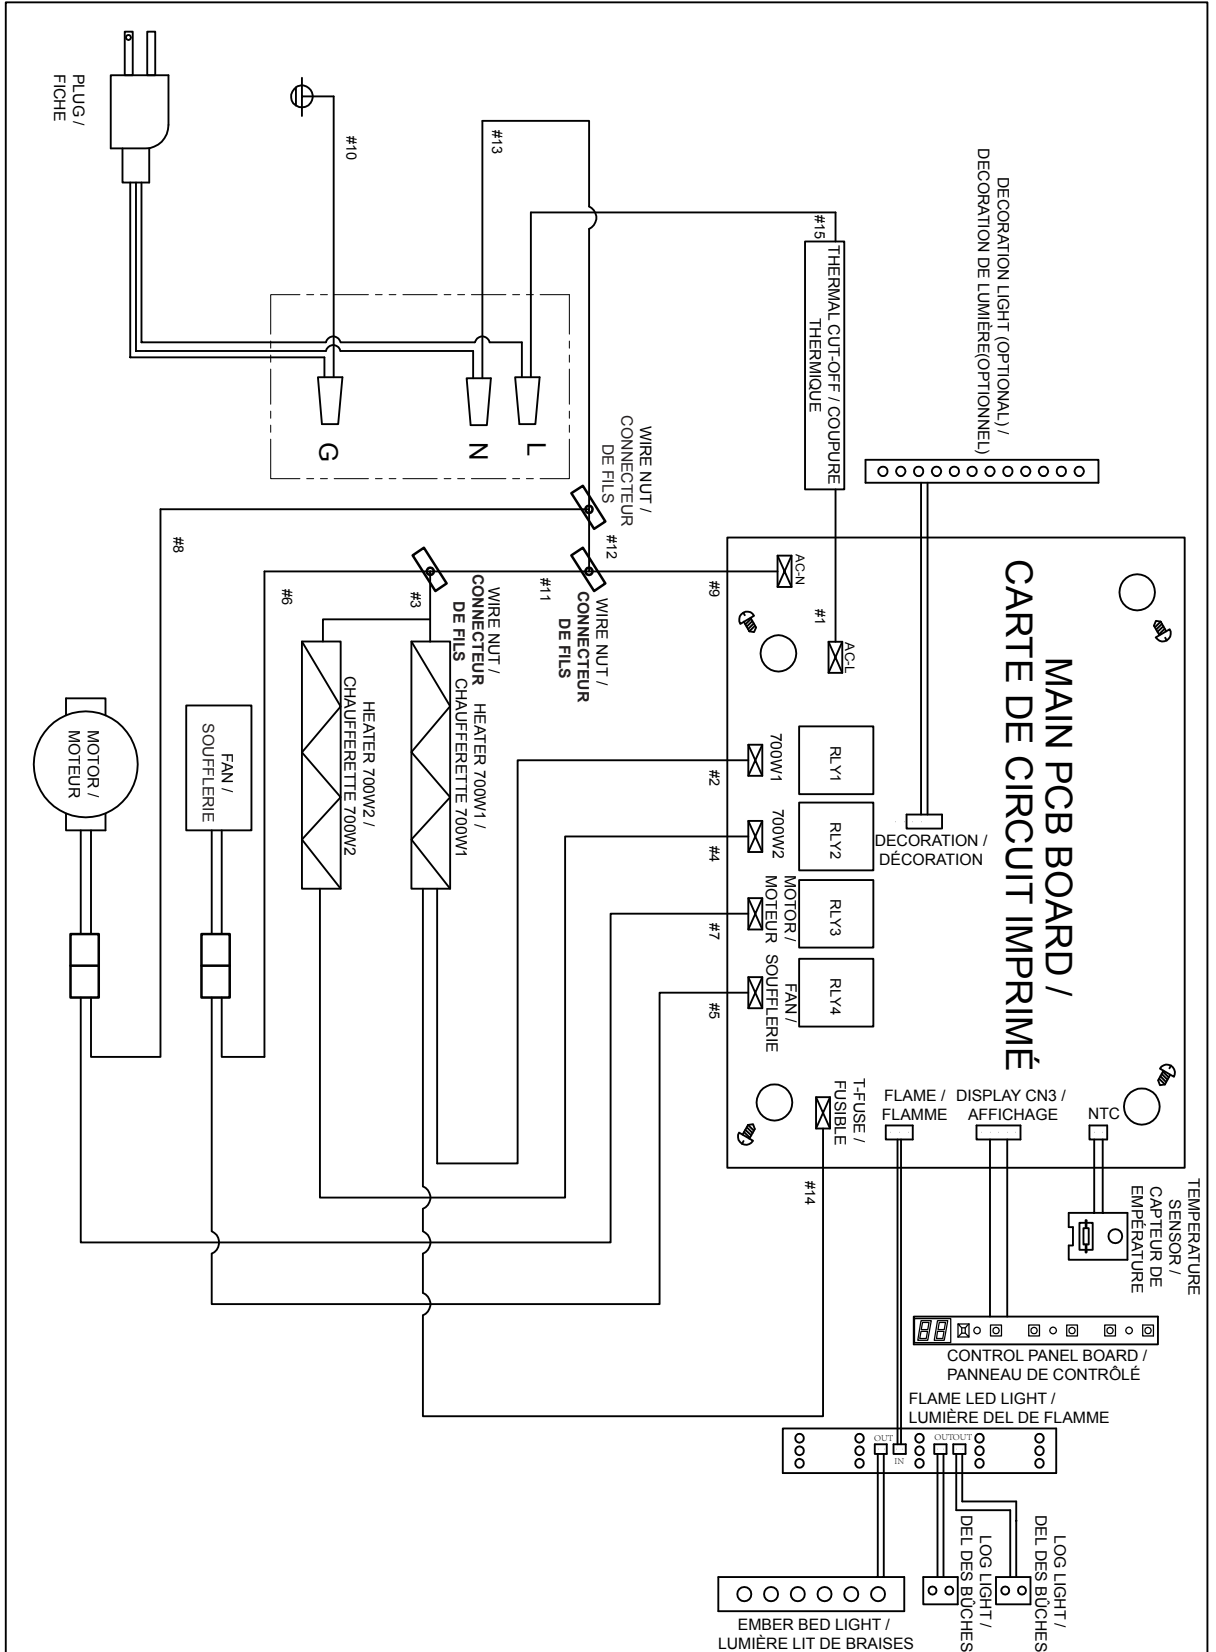 PLUG /
FICHE
#10
#13
#15
THERMAL CUT-OFF / COUPURE
THERMIQUE
DECORATION LIGHT (OPTIONAL) /
DECORATION DE LUMIÈRE(OPTIONNEL)
G
N
L
WIRE NUT /
CONNECTEUR
DE FILS
#8
#12
#6
#3
#11
#9
#1
WIRE NUT /
CONNECTEUR
DE FILS
WIRE NUT /
CONNECTEUR
DE FILS
AC-N
AC-L
MAIN PCB BOARD /
CARTE DE CIRCUIT IMPRIMÉ
MOTOR /
MOTEUR
FAN /
SOUFFLERIE
HEATER 700W2 /
CHAUFFERETTE 700W2
HEATER 700W1 /
CHAUFFERETTE 700W1
#2
700W1
RLY1
#4
700W2
RLY2
#7
MOTOR /
MOTEUR
RLY3
#5
FAN /
SOUFFLERIE
RLY4
DECORATION /
DÉCORATION
T-FUSE /
FUSIBLE
#14
FLAME /
FLAMME
DISPLAY CN3 /
AFFICHAGE
NTC
TEMPERATURE
SENSOR /
CAPTEUR DE
EMPÉRATURE
88
CONTROL PANEL BOARD /
PANNEAU DE CONTRÔLÉ
FLAME LED LIGHT /
LUMIÈRE DEL DE FLAMME
OUT
IN
OUT
OUT
LOG LIGHT /
DEL DES BÛCHES
LOG LIGHT /
DEL DES BÛCHES
EMBER BED LIGHT /
LUMIÈRE LIT DE BRAISES